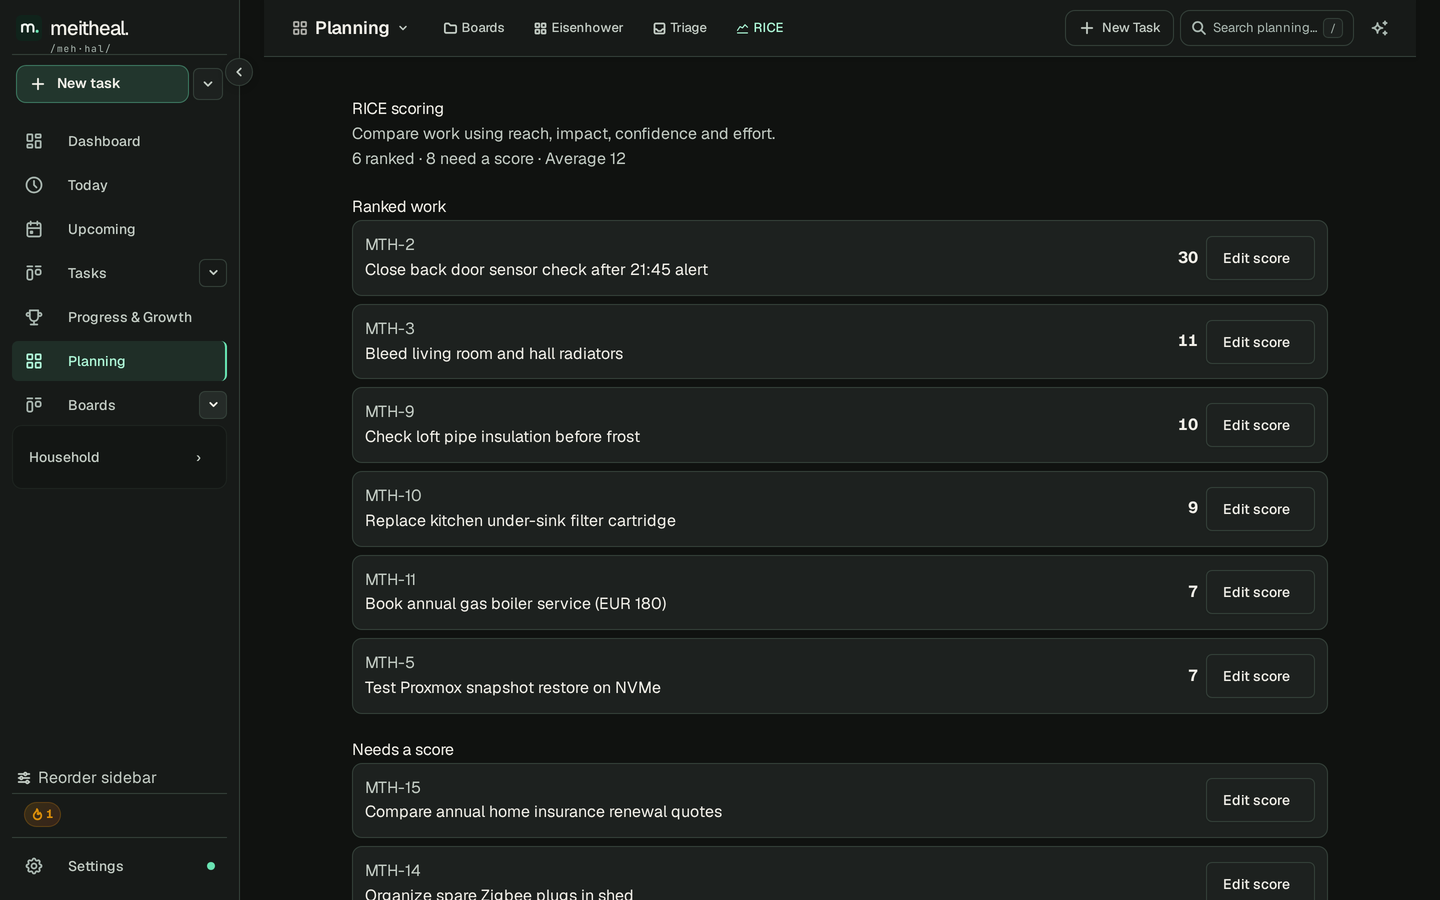 m. meitheal.
/meh·hal/
New task
Dashboard
Today
Upcoming
Tasks
Progress & Growth
Planning
Boards
Household
Reorder sidebar
1
Settings
Planning
Boards
Eisenhower
Triage
RICE
New Task
Search planning... /
RICE scoring
Compare work using reach, impact, confidence and effort.
6 ranked · 8 need a score · Average 12
Ranked work
MTH-2
Close back door sensor check after 21:45 alert
30 Edit score
MTH-3
Bleed living room and hall radiators
11 Edit score
MTH-9
Check loft pipe insulation before frost
10 Edit score
MTH-10
Replace kitchen under-sink filter cartridge
9 Edit score
MTH-11
Book annual gas boiler service (EUR 180)
7 Edit score
MTH-5
Test Proxmox snapshot restore on NVMe
7 Edit score
Needs a score
MTH-15
Compare annual home insurance renewal quotes
Edit score
MTH-14
Organize spare Zigbee plugs in shed
Edit score